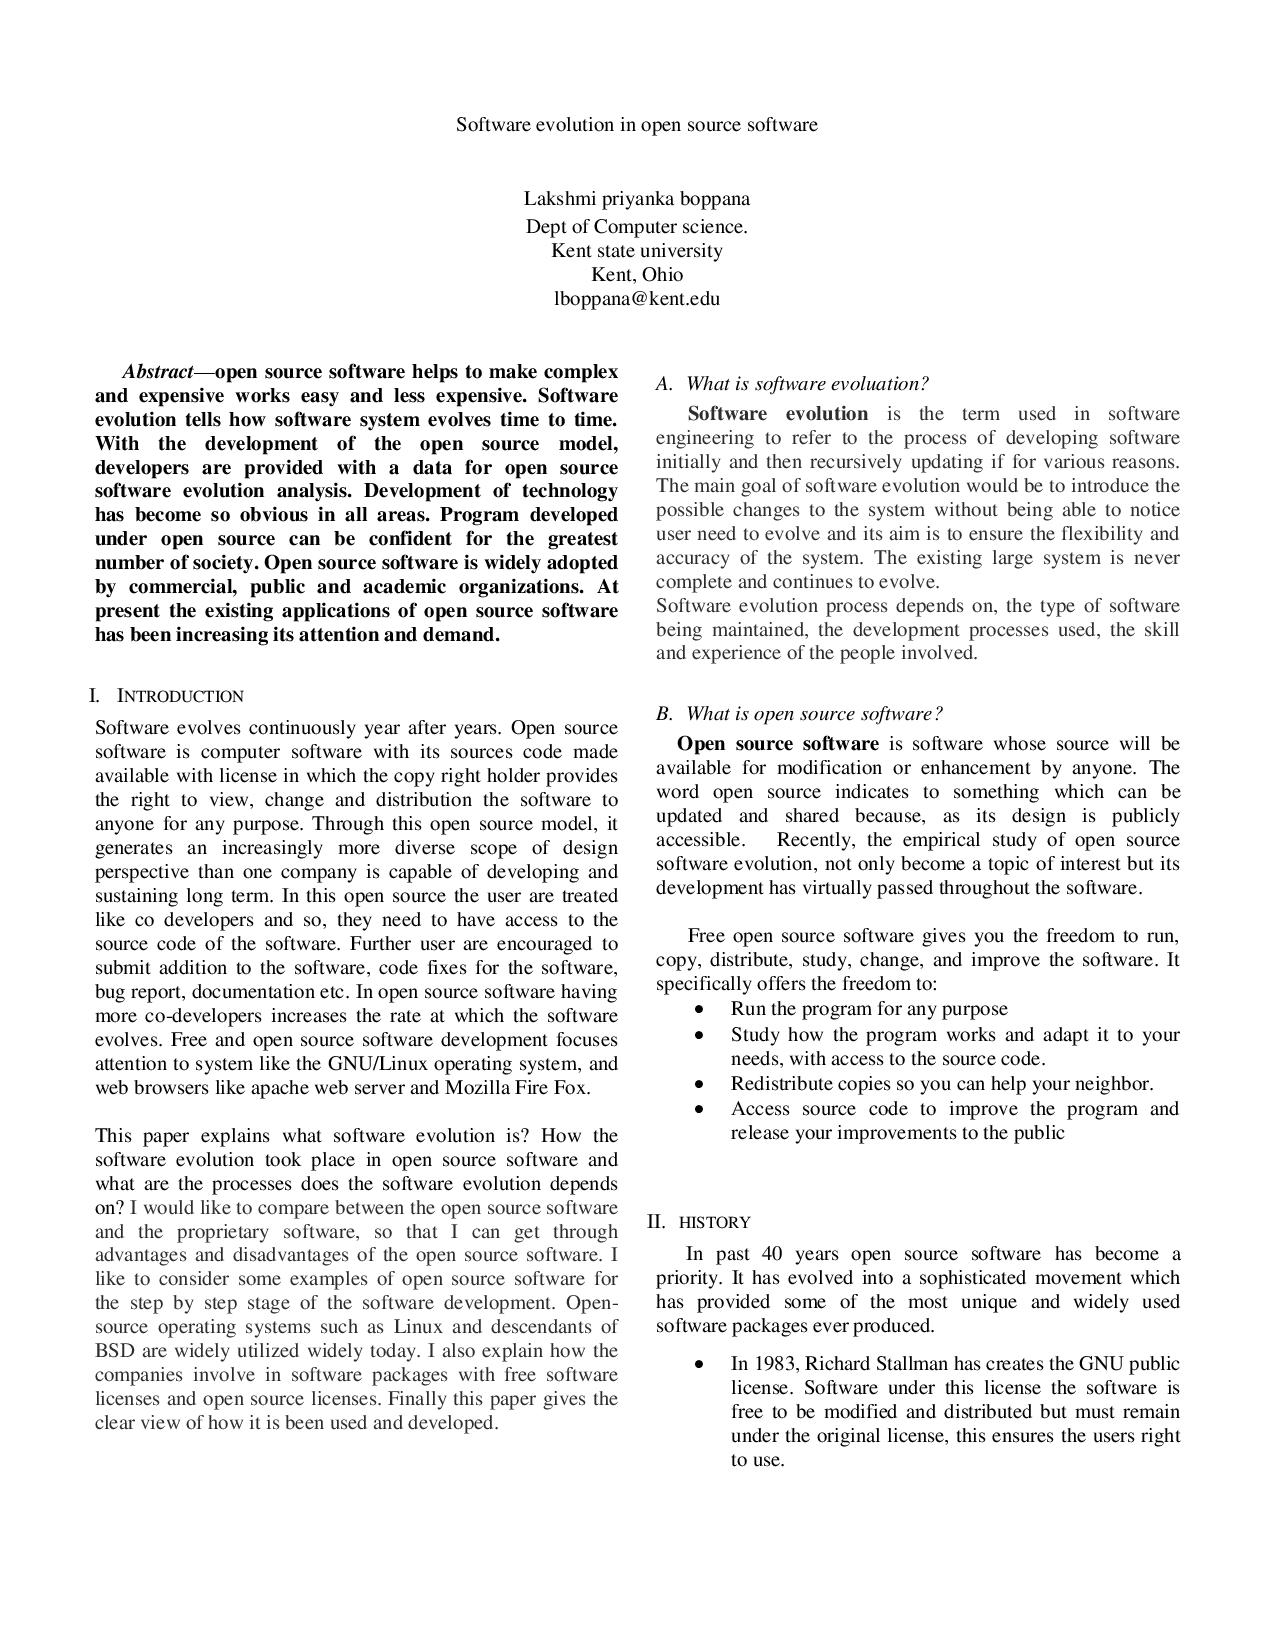 Software evolution in open source software
Lakshmi priyanka boppana
Dept of Computer science.
Kent state university
Kent, Ohio
lboppana@kent.edu
Abstract—open source software helps to make complex
and expensive works easy and less expensive. Software
evolution tells how software system evolves time to time.
With the development of the open source model,
developers are provided with a data for open source
software evolution analysis. Development of technology
has become so obvious in all areas. Program developed
under open source can be confident for the greatest
number of society. Open source software is widely adopted
by commercial, public and academic organizations. At
present the existing applications of open source software
has been increasing its attention and demand.
I. INTRODUCTION
Software evolves continuously year after years. Open source
software is computer software with its sources code made
available with license in which the copy right holder provides
the right to view, change and distribution the software to
anyone for any purpose. Through this open source model, it
generates an increasingly more diverse scope of design
perspective than one company is capable of developing and
sustaining long term. In this open source the user are treated
like co developers and so, they need to have access to the
source code of the software. Further user are encouraged to
submit addition to the software, code fixes for the software,
bug report, documentation etc. In open source software having
more co-developers increases the rate at which the software
evolves. Free and open source software development focuses
attention to system like the GNU/Linux operating system, and
web browsers like apache web server and Mozilla Fire Fox.
This paper explains what software evolution is? How the
software evolution took place in open source software and
what are the processes does the software evolution depends
on? I would like to compare between the open source software
and the proprietary software, so that I can get through
advantages and disadvantages of the open source software. I
like to consider some examples of open source software for
the step by step stage of the software development. Open-
source operating systems such as Linux and descendants of
BSD are widely utilized widely today. I also explain how the
companies involve in software packages with free software
licenses and open source licenses. Finally this paper gives the
clear view of how it is been used and developed.
A. What is software evoluation?
Software evolution is the term used in software
engineering to refer to the process of developing software
initially and then recursively updating if for various reasons.
The main goal of software evolution would be to introduce the
possible changes to the system without being able to notice
user need to evolve and its aim is to ensure the flexibility and
accuracy of the system. The existing large system is never
complete and continues to evolve.
Software evolution process depends on, the type of software
being maintained, the development processes used, the skill
and experience of the people involved.
B. What is open source software?
Open source software is software whose source will be
available for modification or enhancement by anyone. The
word open source indicates to something which can be
updated and shared because, as its design is publicly
accessible. Recently, the empirical study of open source
software evolution, not only become a topic of interest but its
development has virtually passed throughout the software.
Free open source software gives you the freedom to run,
copy, distribute, study, change, and improve the software. It
specifically offers the freedom to:
• Run the program for any purpose
• Study how the program works and adapt it to your
needs, with access to the source code.
• Redistribute copies so you can help your neighbor.
• Access source code to improve the program and
release your improvements to the public
II. HISTORY
In past 40 years open source software has become a
priority. It has evolved into a sophisticated movement which
has provided some of the most unique and widely used
software packages ever produced.
• In 1983, Richard Stallman has creates the GNU public
license. Software under this license the software is
free to be modified and distributed but must remain
under the original license, this ensures the users right
to use.